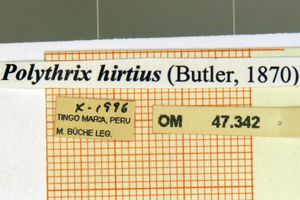 Polythrix hirtius (Butler, 1870)
X-1996
TINGO MARIA, PERU
M. BÜCHE LEG.
OM 47.342